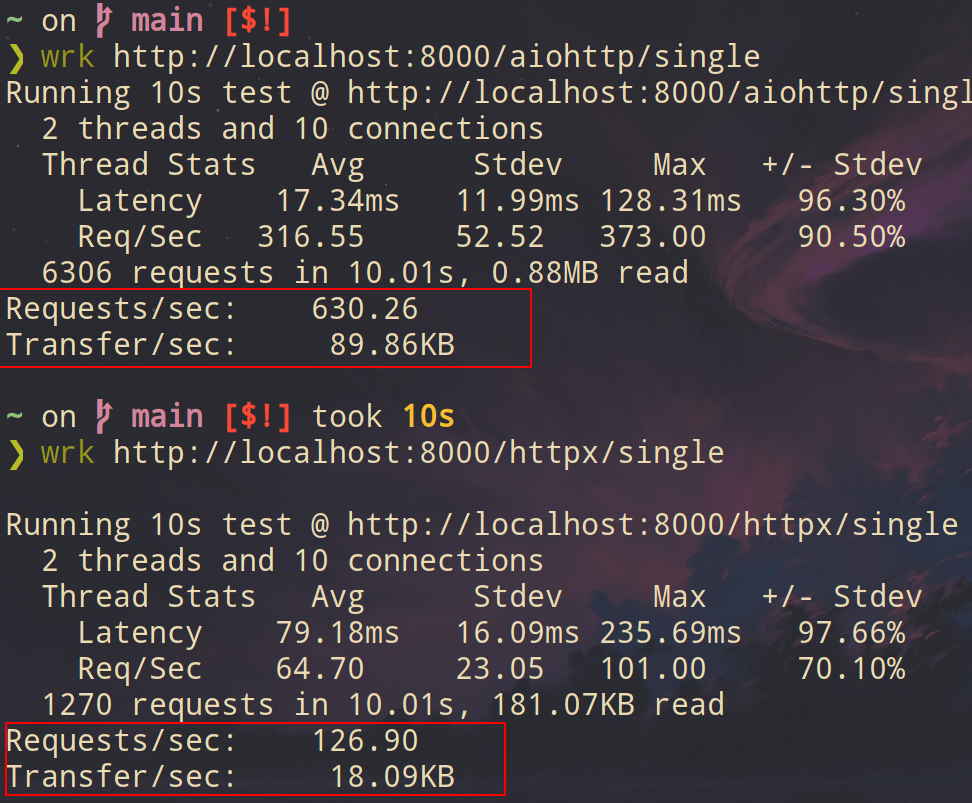 ~ on main [$!]
❯ wrk http://localhost:8000/aiohttp/single
Running 10s test @ http://localhost:8000/aiohttp/singl
  2 threads and 10 connections
  Thread Stats   Avg      Stdev     Max   +/- Stdev
    Latency    17.34ms   11.99ms 128.31ms   96.30%
    Req/Sec   316.55     52.52   373.00     90.50%
  6306 requests in 10.01s, 0.88MB read
Requests/sec:    630.26
Transfer/sec:     89.86KB
~ on main [$!] took 10s
❯ wrk http://localhost:8000/httpx/single
Running 10s test @ http://localhost:8000/httpx/single
  2 threads and 10 connections
  Thread Stats   Avg      Stdev     Max   +/- Stdev
    Latency    79.18ms   16.09ms 235.69ms   97.66%
    Req/Sec    64.70     23.05   101.00     70.10%
  1270 requests in 10.01s, 181.07KB read
Requests/sec:    126.90
Transfer/sec:     18.09KB